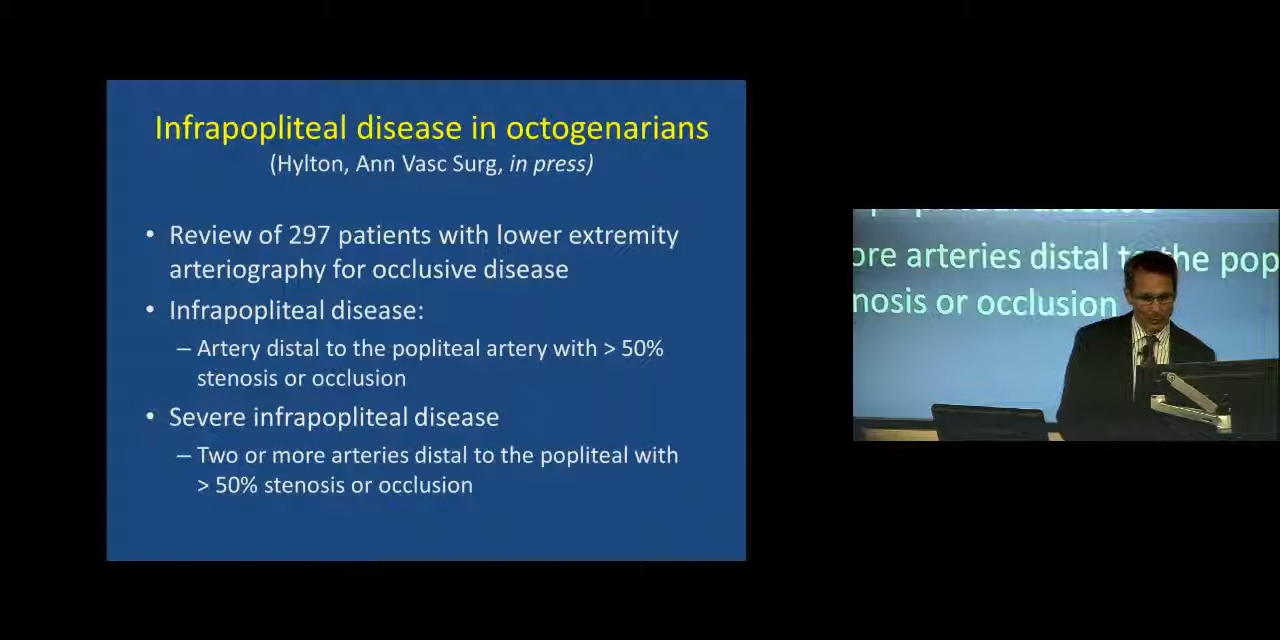 Infrapopliteal disease in octogenarians
(Hylton, Ann Vasc Surg, in press)
• Review of 297 patients with lower extremity
arteriography for occlusive disease
• Infrapopliteal disease:
– Artery distal to the popliteal artery with > 50%
stenosis or occlusion
• Severe infrapopliteal disease
– Two or more arteries distal to the popliteal with
> 50% stenosis or occlusion
ore arteries distal to the pop
nosis or occlusion